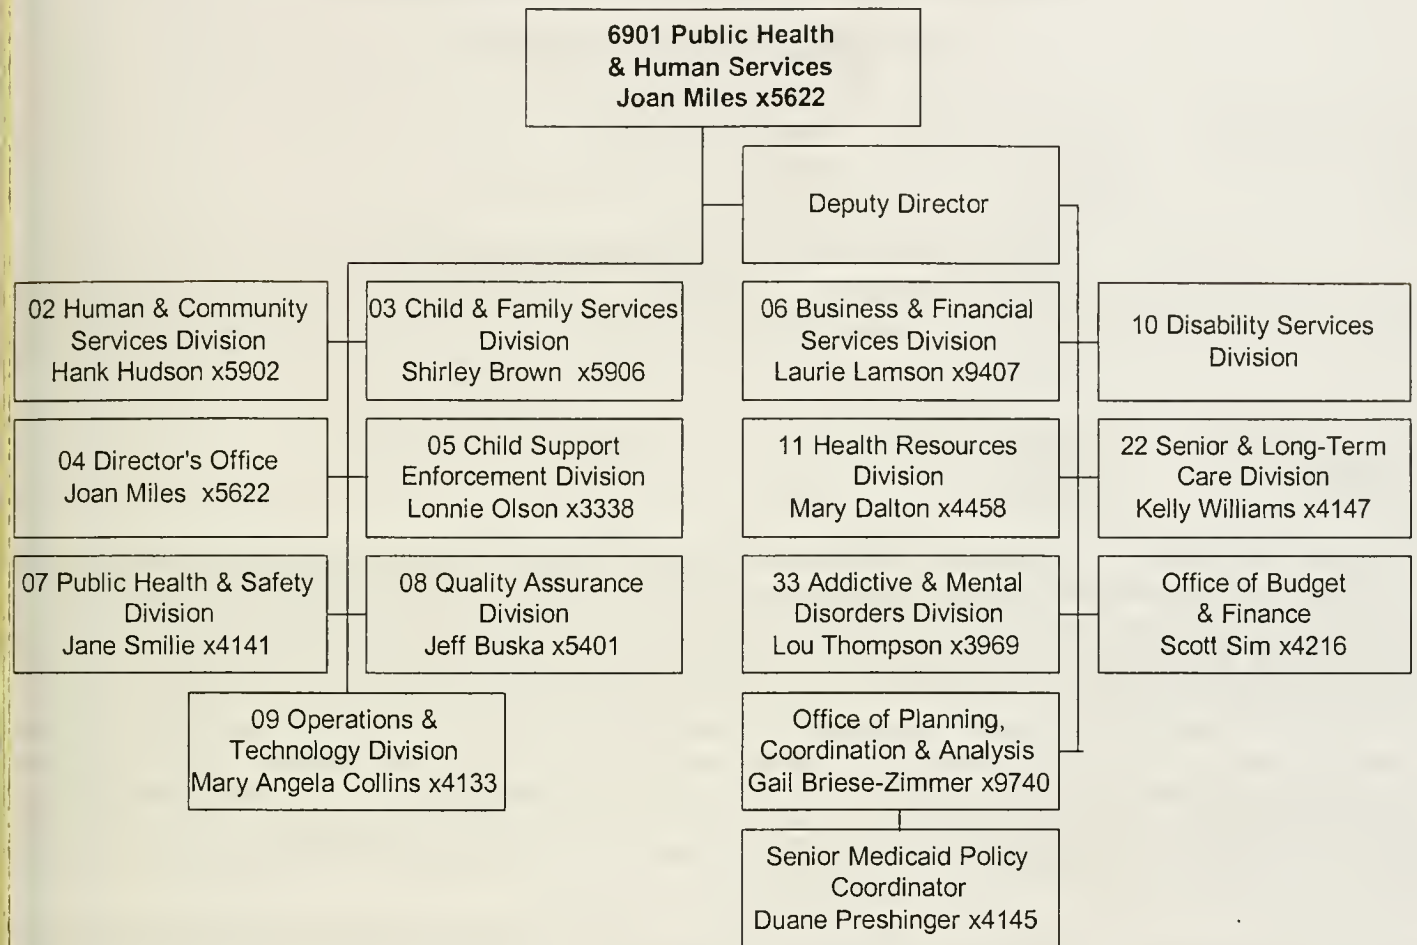 6901 Public Health
& Human Services
Joan Miles x5622
Deputy Director
02 Human & Community
Services Division
Hank Hudson x5902
03 Child & Family Services
Division
Shirley Brown x5906
06 Business & Financial
Services Division
Laurie Lamson x9407
10 Disability Services
Division
04 Director's Office
Joan Miles x5622
05 Child Support
Enforcement Division
Lonnie Olson x3338
11 Health Resources
Division
Mary Dalton x4458
22 Senior & Long-Term
Care Division
Kelly Williams x4147
07 Public Health & Safety
Division
Jane Smilie x4141
08 Quality Assurance
Division
Jeff Buska x5401
33 Addictive & Mental
Disorders Division
Lou Thompson x3969
Office of Budget
& Finance
Scott Sim x4216
09 Operations &
Technology Division
Mary Angela Collins x4133
Office of Planning,
Coordination & Analysis
Gail Briese-Zimmer x9740
Senior Medicaid Policy
Coordinator
Duane Preshinger x4145